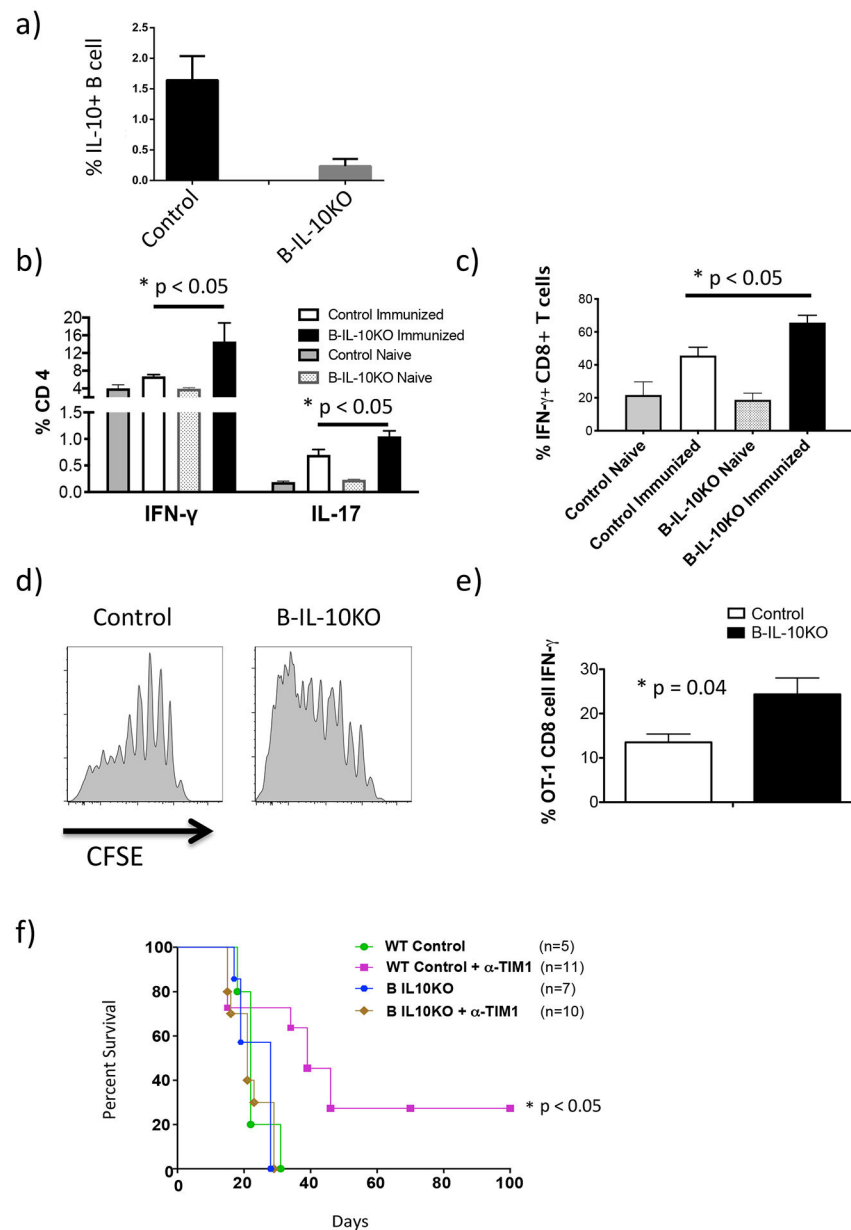 a)
% IL-10+ B cell
2.5
2.0
1.5
1.0
0.5
0.0
Control
B-IL-10KO
b)
* p < 0.05
% CD 4
20
16
12
8
4
1.0
0.5
0.0
Control Immunized
B-IL-10KO Immunized
Control Naive
B-IL-10KO Naive
* p < 0.05
IFN-γ
IL-17
c)
* p < 0.05
% IFN-γ+ CD8+ T cells
80
60
40
20
0
Control Naive
Control Immunized
B-IL-10KO Naive
B-IL-10KO Immunized
d)
Control
B-IL-10KO
CFSE
e)
Control
B-IL-10KO
% OT-1 CD8 cell IFN-γ
30
20
10
0
* p = 0.04
f)
Percent Survival
100
80
60
40
20
0
WT Control (n=5)
WT Control + α-TIM1 (n=11)
B IL10KO (n=7)
B IL10KO + α-TIM1 (n=10)
* p < 0.05
0 20 40 60 80 100
Days